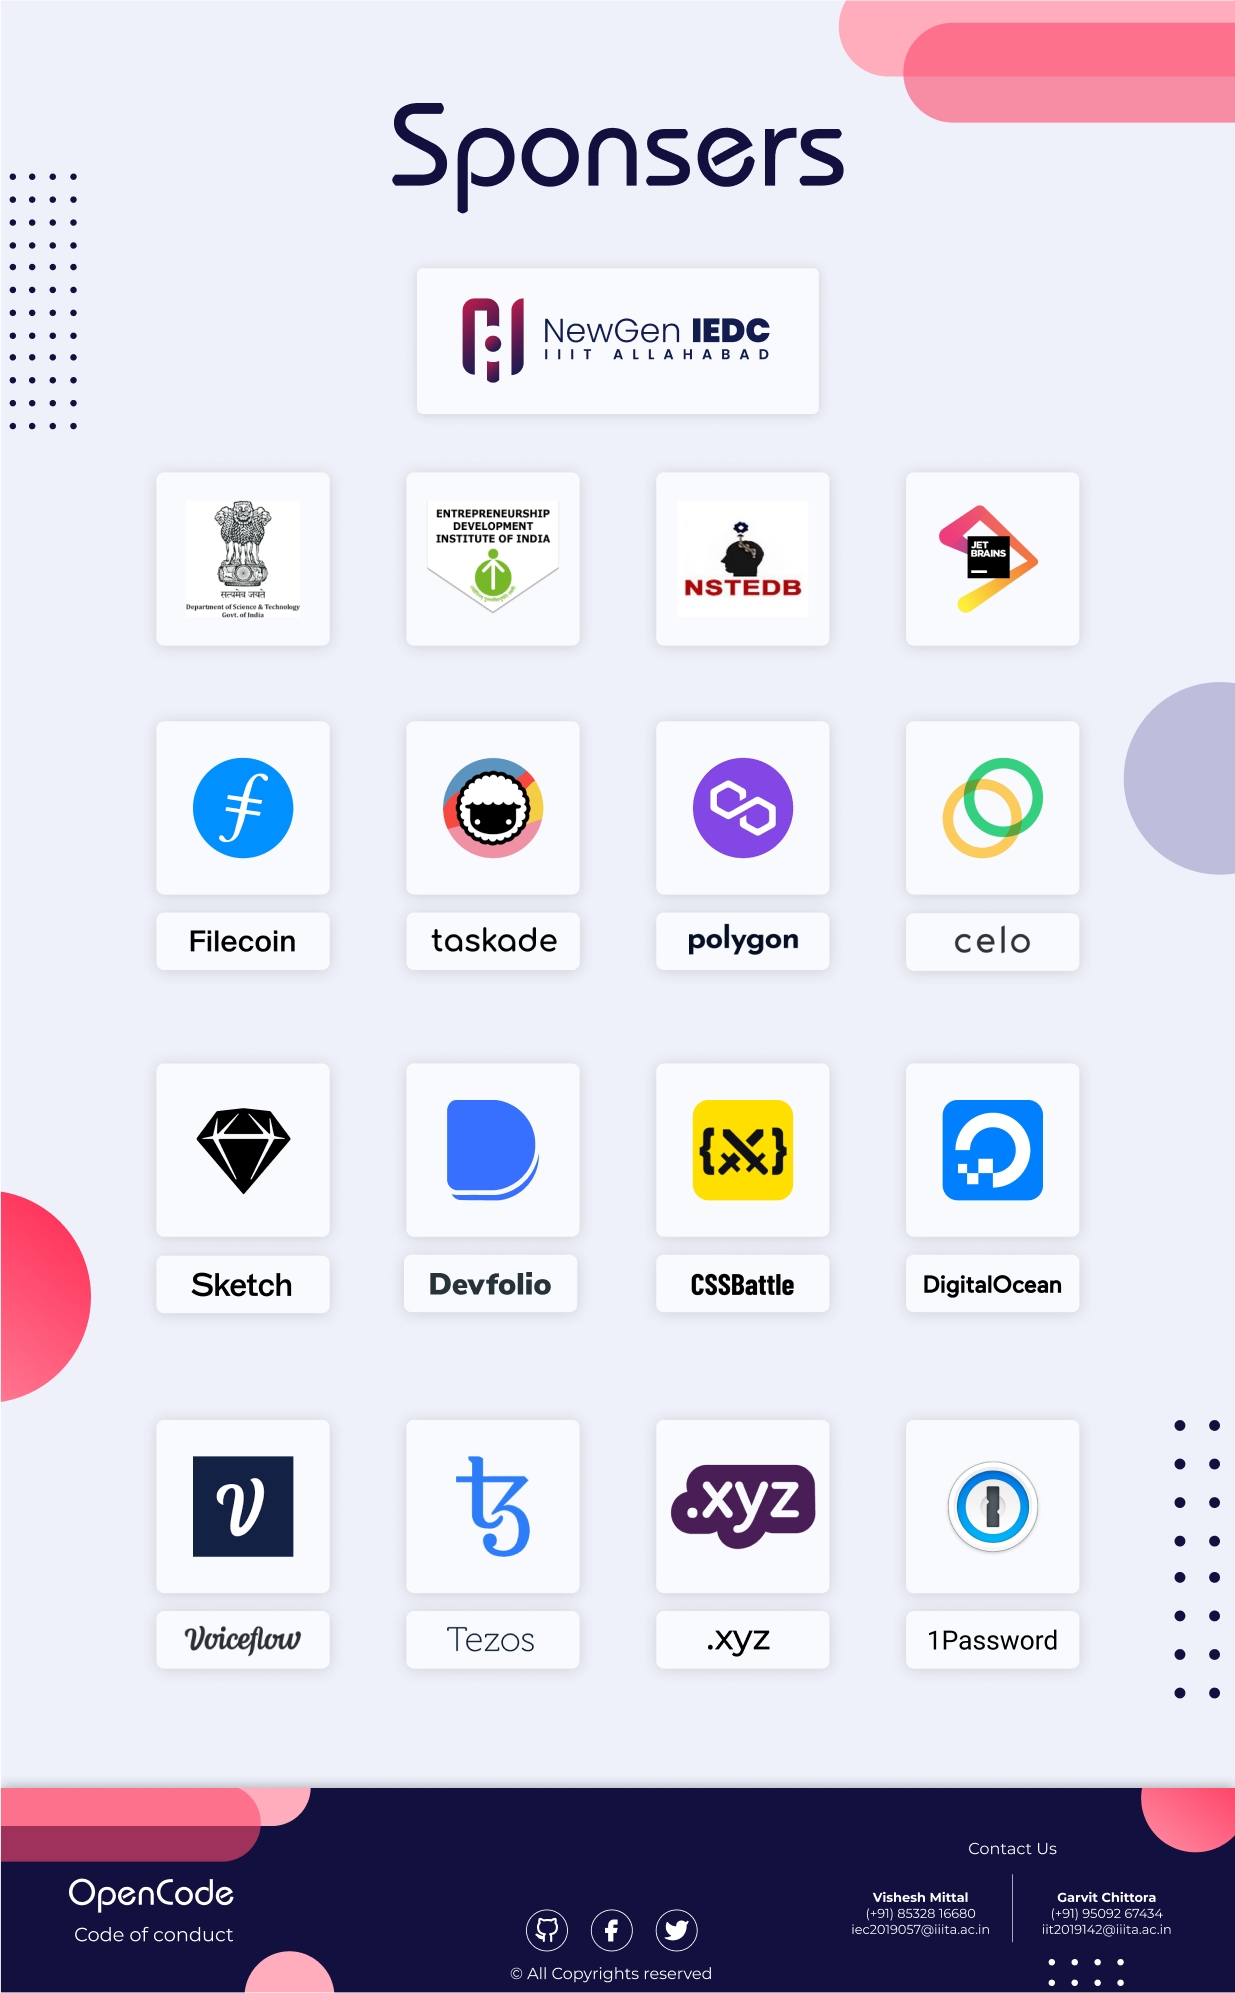 Sponsers
NewGen IEDC
IIIT ALLAHABAD
सत्यमेव जयते
Department of Science & Technology
Govt. of India
ENTREPRENEURSHIP
DEVELOPMENT
INSTITUTE OF INDIA
NSTEDB
JET
BRAINS
Filecoin
taskade
polygon
celo
Sketch
Devfolio
CSSBattle
DigitalOcean
.xyz
Voiceflow
Tezos
.xyz
1Password
OpenCode
Code of conduct
© All Copyrights reserved
Contact Us
Vishesh Mittal
(+91) 85328 16680
iec2019057@iiita.ac.in
Garvit Chittora
(+91) 95092 67434
iit2019142@iiita.ac.in